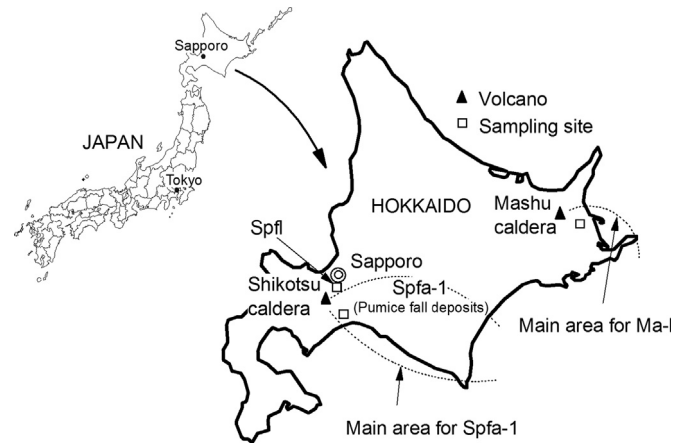 Sapporo
JAPAN
Tokyo
Volcano
Sampling site
HOKKAIDO
Mashu
caldera
Spfl
Sapporo
Shikotsu
caldera
Spfa-1
(Pumice fall deposits)
Main area for Ma-l
Main area for Spfa-1